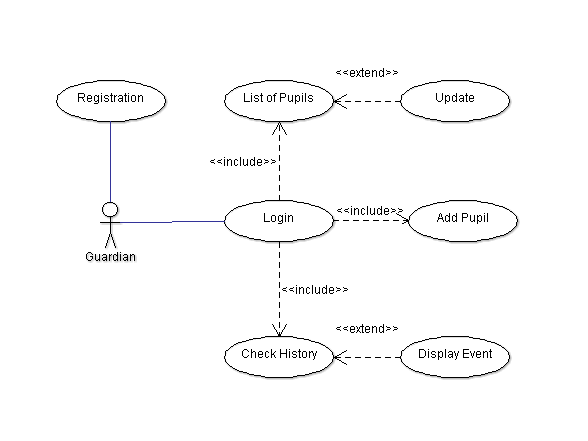 <<extend>>
Registration
List of Pupils
Update
<<include>>
<<include>>
Login
Add Pupil
Guardian
<<include>>
<<extend>>
Check History
Display Event